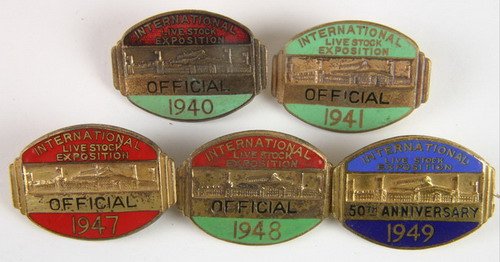 INTERNATIONAL
LIVE STOCK
EXPOSITION
OFFICIAL
1940
INTERNATIONAL
LIVE STOCK
EXPOSITION
OFFICIAL
1941
INTERNATIONAL
LIVE STOCK
EXPOSITION
OFFICIAL
1947
INTERNATIONAL
LIVE STOCK
EXPOSITION
OFFICIAL
1948
INTERNATIONAL
LIVE STOCK
EXPOSITION
50TH ANNIVERSARY
1949